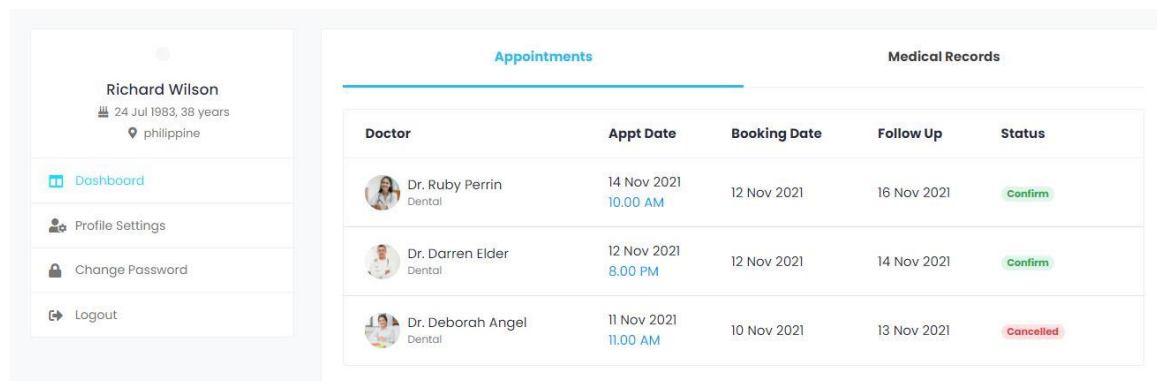 Richard Wilson
24 Jul 1983, 38 years
philippine
Dashboard
Profile Settings
Change Password
Logout
Appointments Medical Records
Doctor Appt Date Booking Date Follow Up Status
Dr. Ruby Perrin
Dental
14 Nov 2021
10.00 AM
12 Nov 2021
16 Nov 2021
Confirm
Dr. Darren Elder
Dental
12 Nov 2021
8.00 PM
12 Nov 2021
14 Nov 2021
Confirm
Dr. Deborah Angel
Dental
11 Nov 2021
11.00 AM
10 Nov 2021
13 Nov 2021
Cancelled